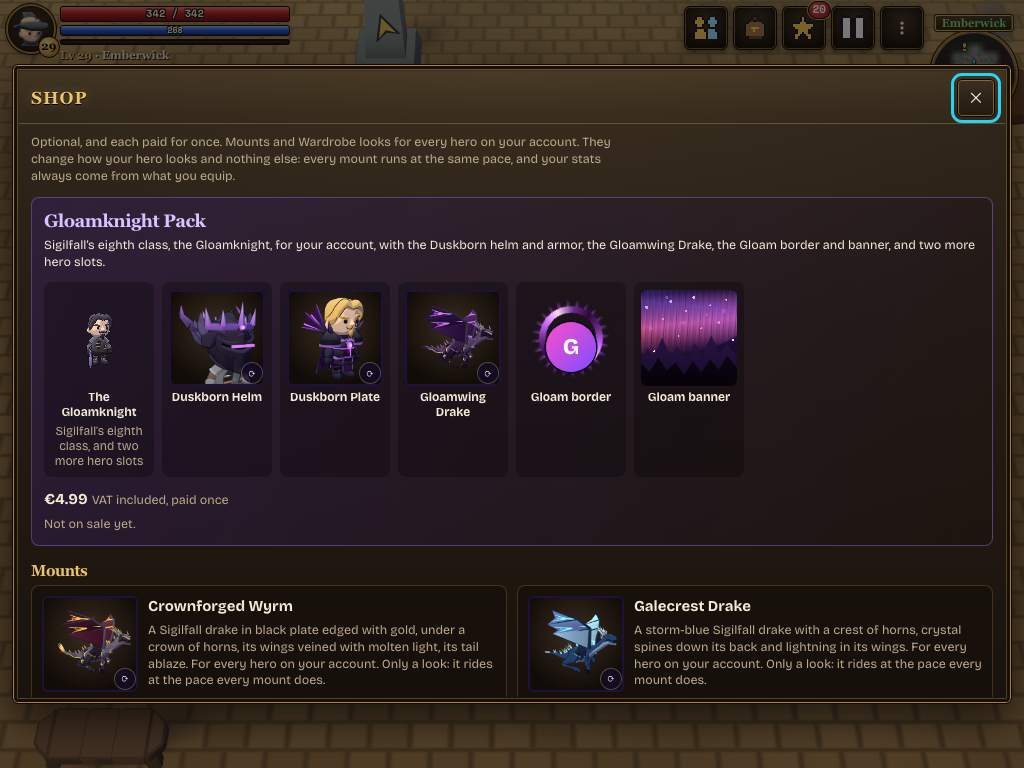 342 / 342
268
20
29
Lv 29 · Emberwick
Emberwick
SHOP
Optional, and each paid for once. Mounts and Wardrobe looks for every hero on your account. They
change how your hero looks and nothing else: every mount runs at the same pace, and your stats
always come from what you equip.
Gloamknight Pack
Sigilfall's eighth class, the Gloamknight, for your account, with the Duskborn helm and armor, the Gloamwing Drake, the Gloam border and banner, and two more
hero slots.
G
The
Gloamknight
Sigilfall's eighth
class, and two
more hero slots
Duskborn Helm
Duskborn Plate
Gloamwing
Drake
Gloam border
Gloam banner
€4.99 VAT included, paid once
Not on sale yet.
Mounts
Crownforged Wyrm
A Sigilfall drake in black plate edged with gold, under a
crown of horns, its wings veined with molten light, its tail
ablaze. For every hero on your account. Only a look: it rides
at the pace every mount does.
Galecrest Drake
A storm-blue Sigilfall drake with a crest of horns, crystal
spines down its back and lightning in its wings. For every
hero on your account. Only a look: it rides at the pace every
mount does.